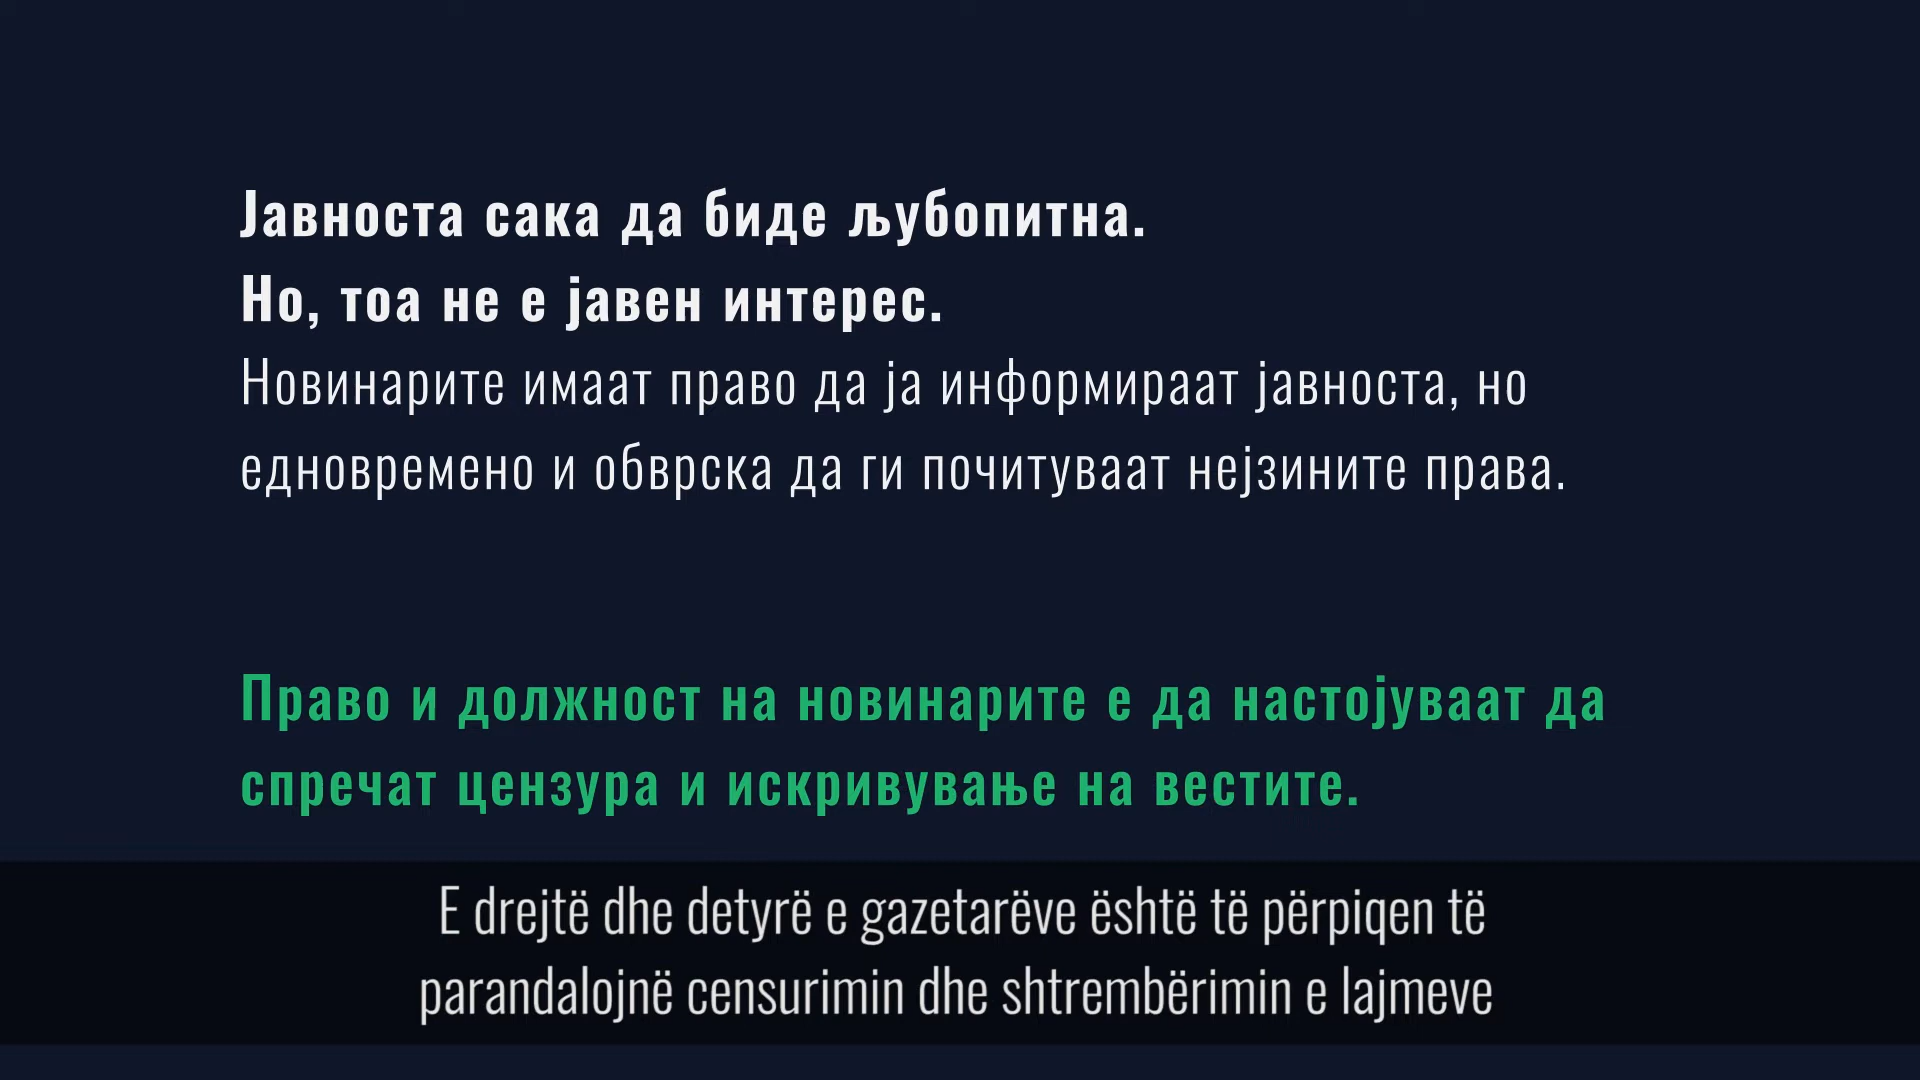 Јавноста сака да биде љубопитна.
Но, тоа не е јавен интерес.
Новинарите имаат право да ја информираат јавноста, но
едновремено и обврска да ги почитуваат нејзините права.
Право и должност на новинарите е да настојуваат да
спречат цензура и искривување на вестите.
E drejtë dhe detyrë e gazetarëve është të përpiqen të
parandalojnë censurimin dhe shtrembërimin e lajmeve